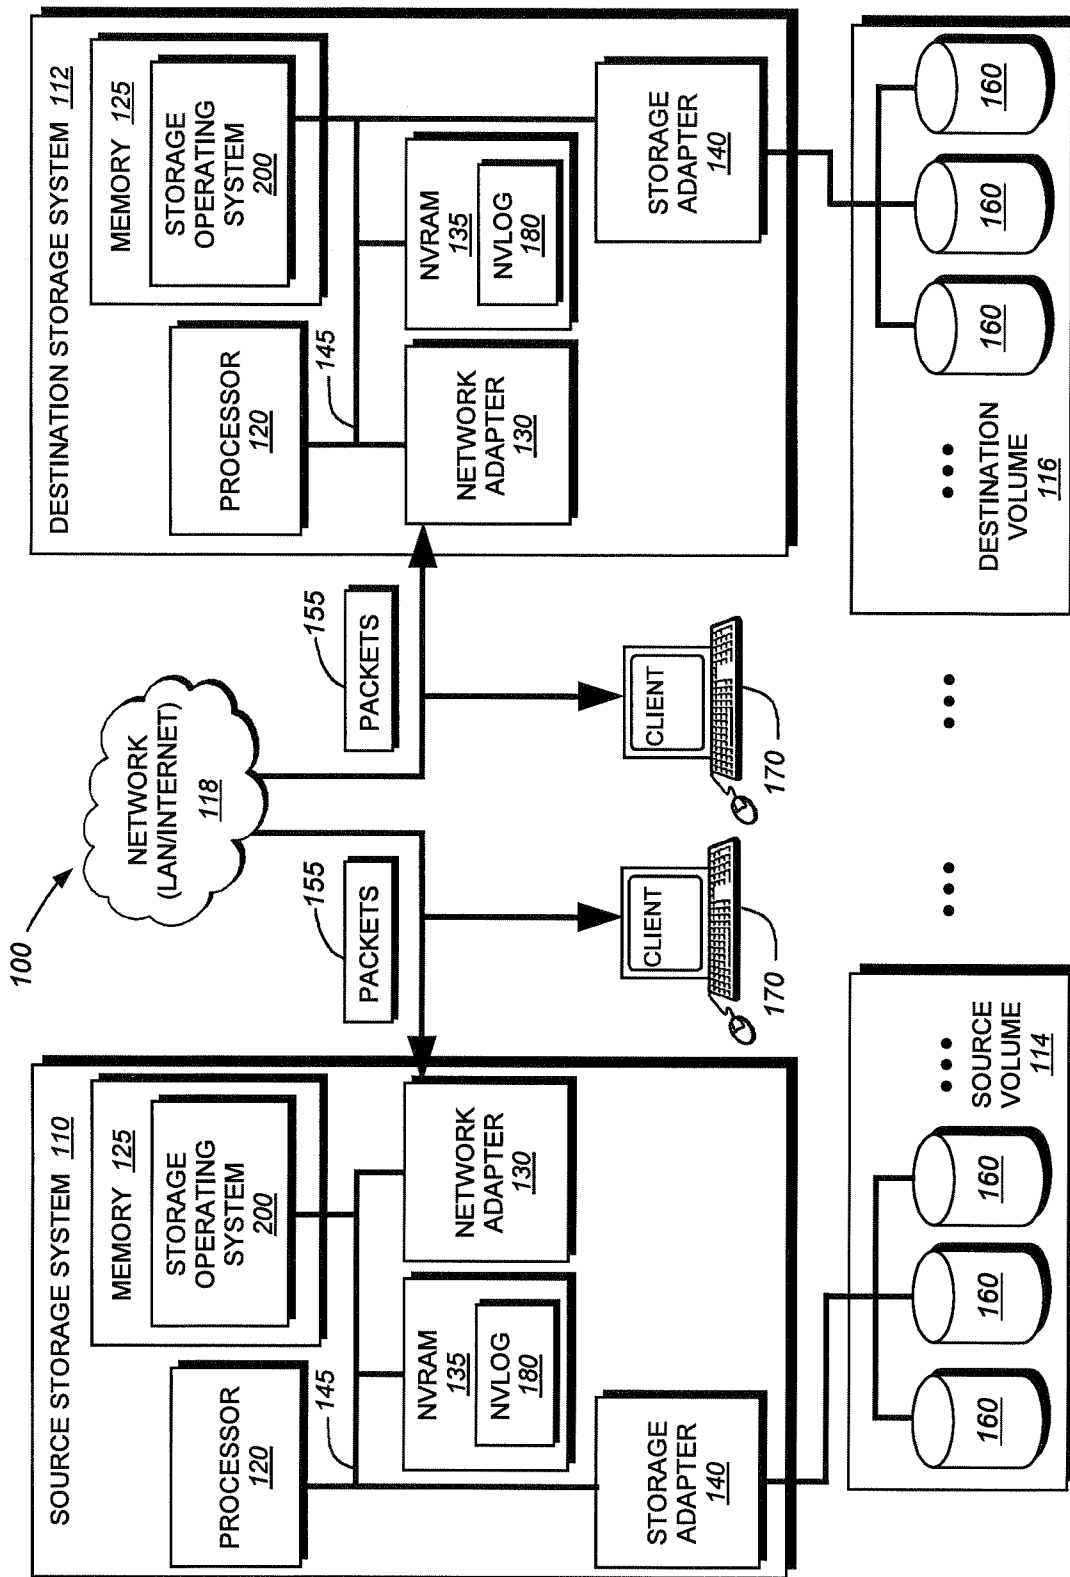 100
NETWORK
(LAN/INTERNET)
118
SOURCE STORAGE SYSTEM 110
PROCESSOR
120
MEMORY 125
STORAGE
OPERATING
SYSTEM
200
145
NVRAM
135
NVLOG
180
NETWORK
ADAPTER
130
STORAGE
ADAPTER
140
PACKETS
155
PACKETS
155
CLIENT
170
CLIENT
170
DESTINATION STORAGE SYSTEM 112
PROCESSOR
120
MEMORY 125
STORAGE
OPERATING
SYSTEM
200
145
NETWORK
ADAPTER
130
NVRAM
135
NVLOG
180
STORAGE
ADAPTER
140
160
160
160
SOURCE
VOLUME
114
DESTINATION
VOLUME
116
160
160
160